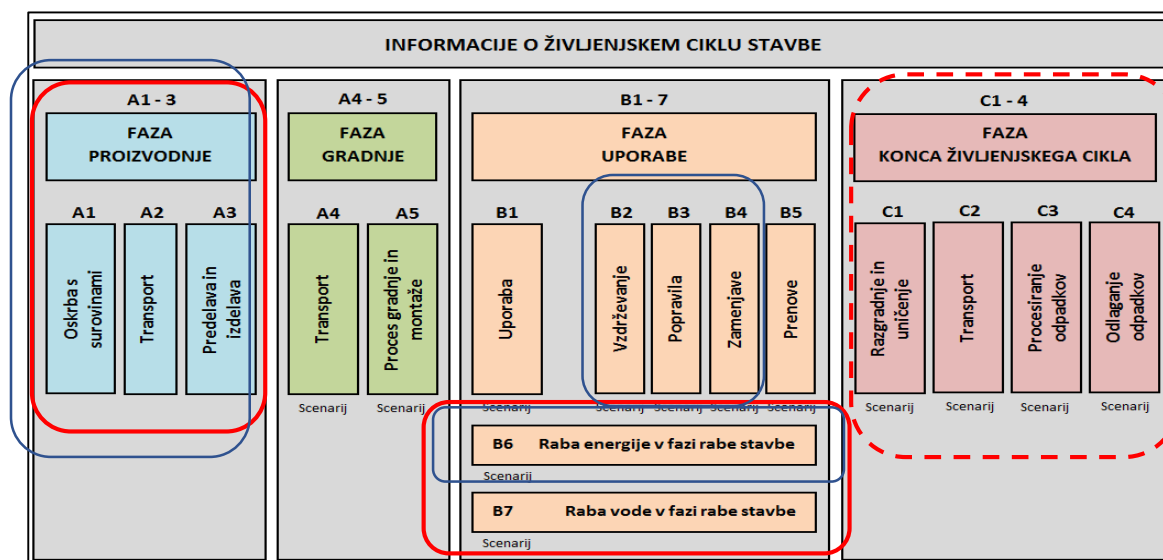 INFORMACIJE O ŽIVLJENJSKEM CIKLU STAVBE
A1 - 3
FAZA
PROIZVODNJE
A1
A2
A3
Oskrba s
surovinami
Transport
Predelava in
izdelava
A4 - 5
FAZA
GRADNJE
A4
A5
Transport
Proces gradnje in
montaže
Scenarij
Scenarij
B1 - 7
FAZA
UPORABE
B1
B2
B3
B4
B5
Uporaba
Vzdrževanje
Popravila
Zamenjave
Prenove
Scenarij
Scenarij
Scenarij
Scenarij
Scenarij
B6 Raba energije v fazi rabe stavbe
Scenarij
B7 Raba vode v fazi rabe stavbe
Scenarij
C1 - 4
FAZA
KONCA ŽIVLJENJSKEGA CIKLA
C1
C2
C3
C4
Razgradnje in
uničenje
Transport
Procesiranje
odpadkov
Odlaganje
odpadkov
Scenarij
Scenarij
Scenarij
Scenarij